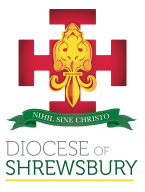 NIHIL SINE CHRISTO
DIOCESE OF
SHREWSBURY